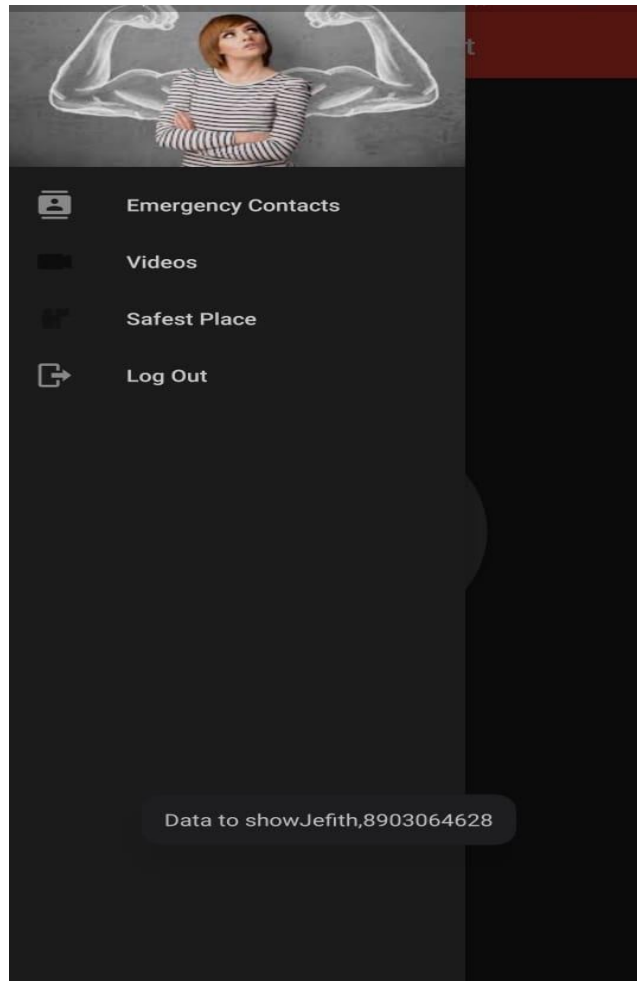 t
Emergency Contacts
Videos
Safest Place
Log Out
Data to showJefith,8903064628